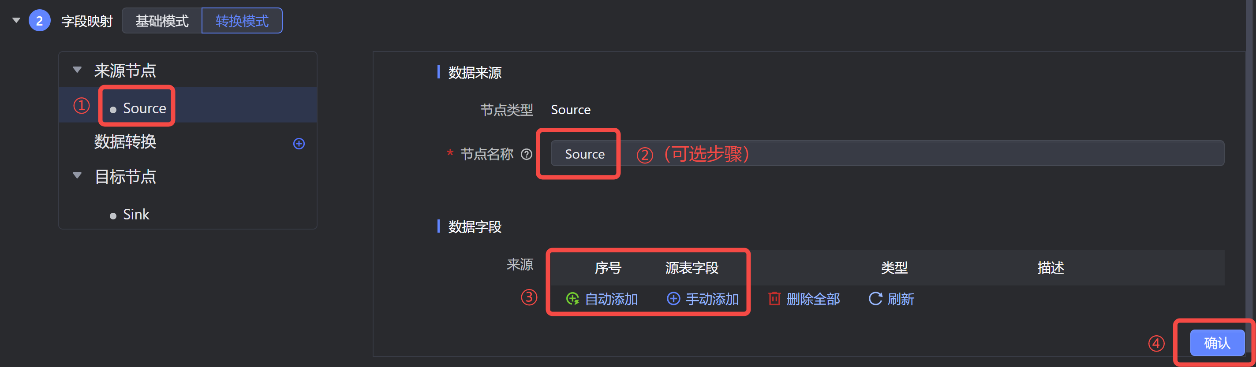 2 字段映射 基础模式 转换模式
来源节点
① Source
数据转换
目标节点
Sink
数据来源
节点类型 Source
* 节点名称 ? Source ②（可选步骤）
数据字段
来源 序号 源表字段 类型 描述
③ 自动添加 手动添加 删除全部 刷新
④ 确认